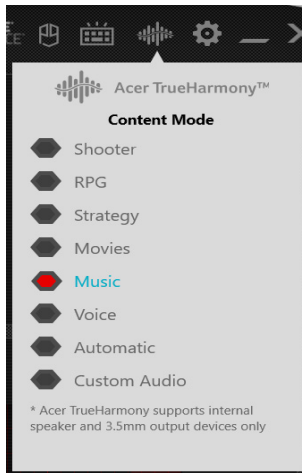 Acer TrueHarmony™
Content Mode
Shooter
RPG
Strategy
Movies
Music
Voice
Automatic
Custom Audio
* Acer TrueHarmony supports internal
speaker and 3.5mm output devices only